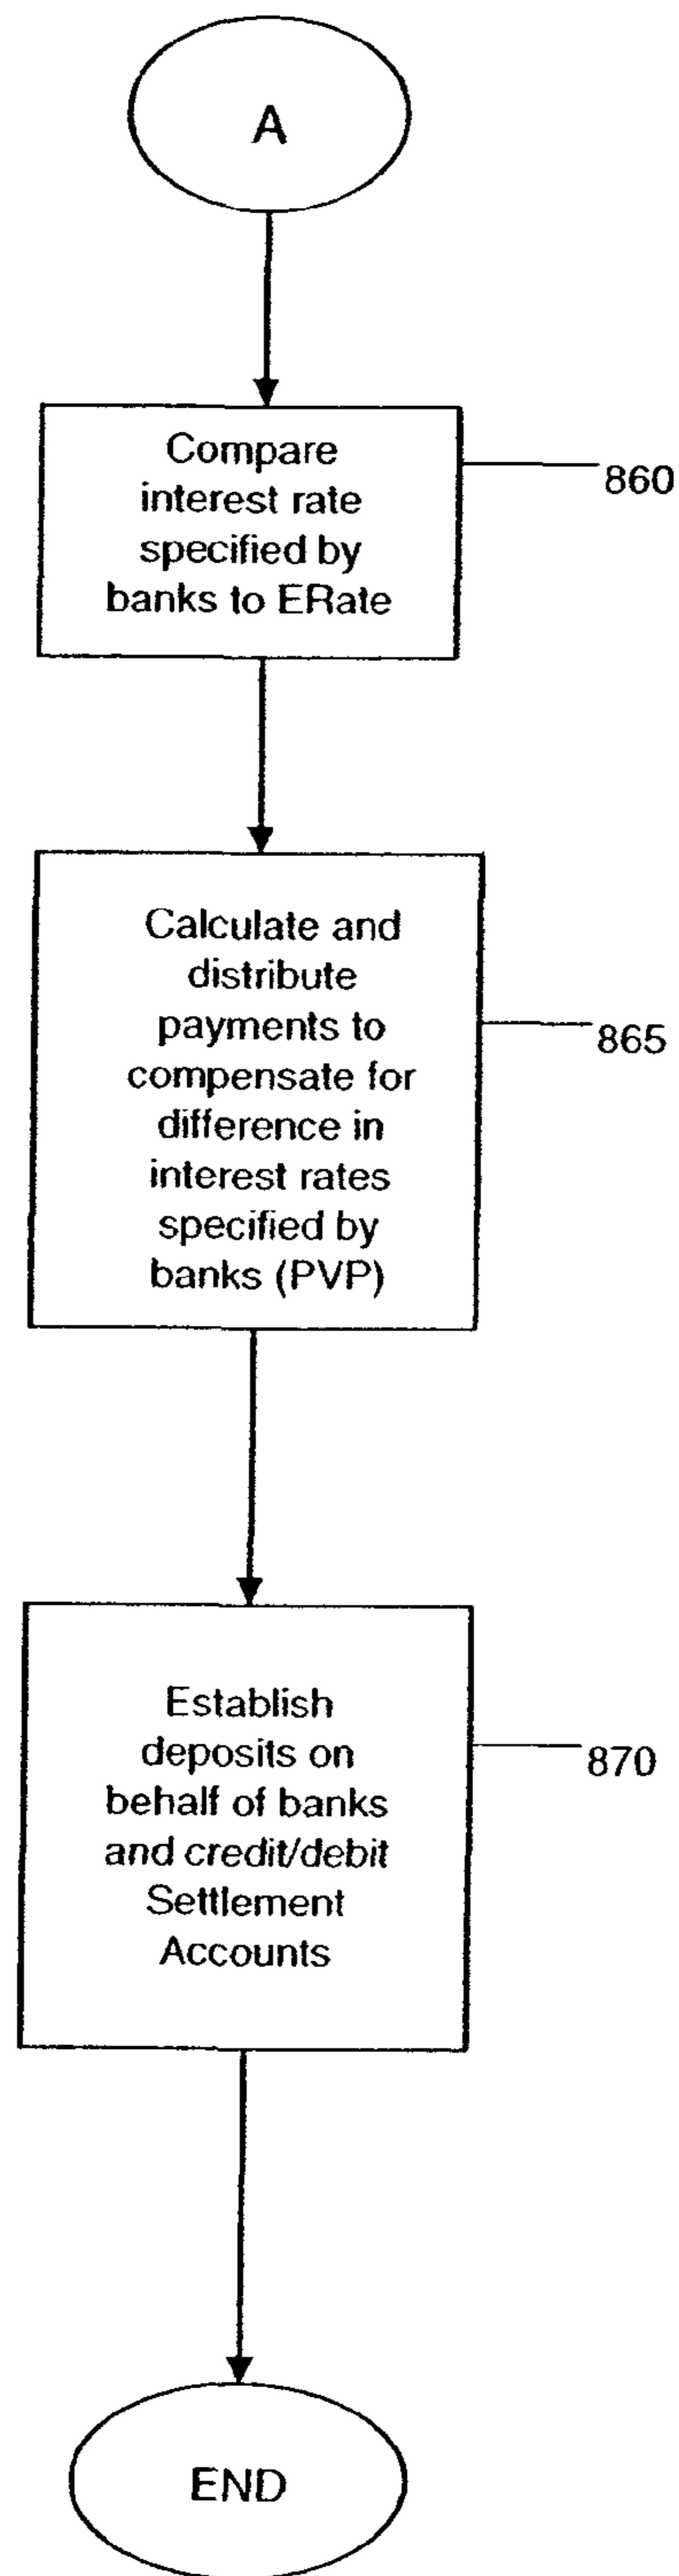 A
Compare
interest rate
specified by
banks to ERate
860
Calculate and
distribute
payments to
compensate for
difference in
interest rates
specified by
banks (PVP)
865
Establish
deposits on
behalf of banks
and credit/debit
Settlement
Accounts
870
END